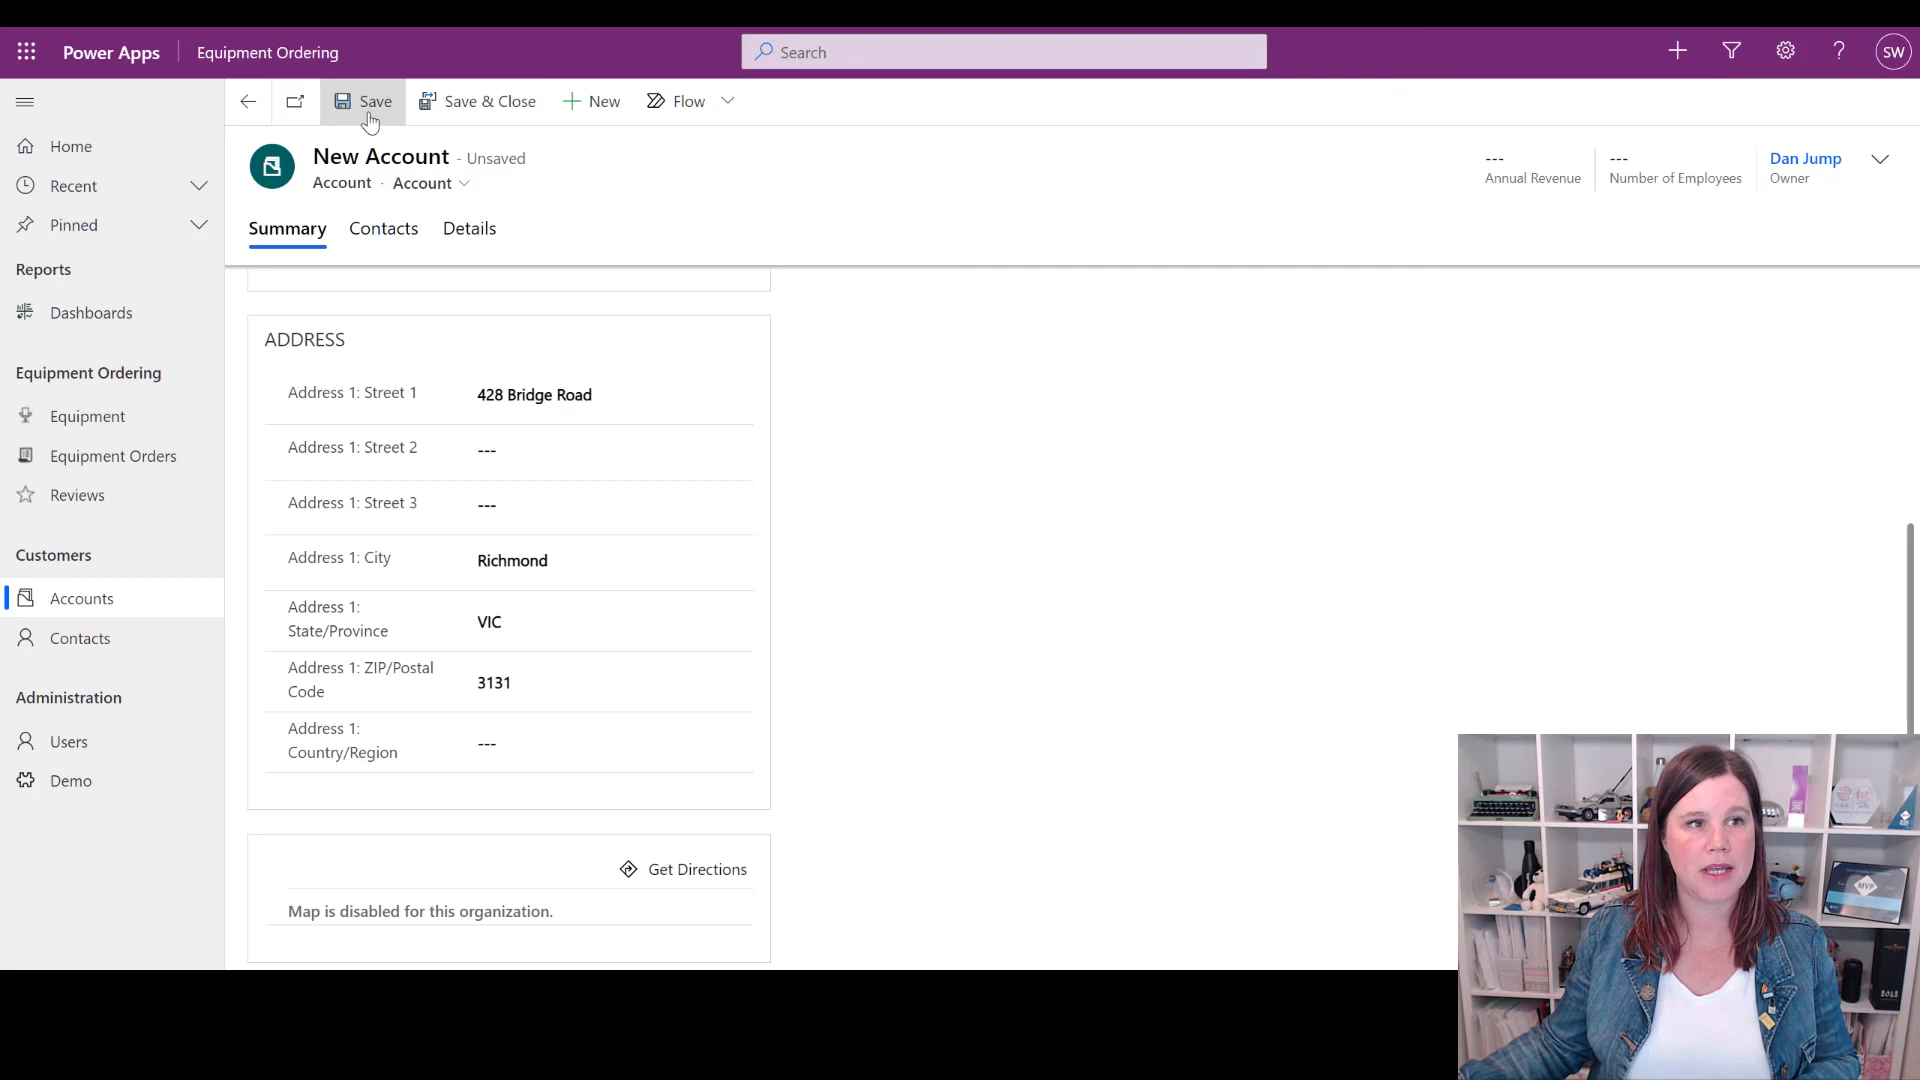 Power Apps
Equipment Ordering
Search
SW
Save
Save & Close
New
Flow
Home
Recent
Pinned
Reports
Dashboards
Equipment Ordering
Equipment
Equipment Orders
Reviews
Customers
Accounts
Contacts
Administration
Users
Demo
New Account - Unsaved
Account · Account
---
Annual Revenue
---
Number of Employees
Dan Jump
Owner
Summary
Contacts
Details
ADDRESS
Address 1: Street 1
428 Bridge Road
Address 1: Street 2
---
Address 1: Street 3
---
Address 1: City
Richmond
Address 1:
State/Province
VIC
Address 1: ZIP/Postal
Code
3131
Address 1:
Country/Region
---
Get Directions
Map is disabled for this organization.
MVP